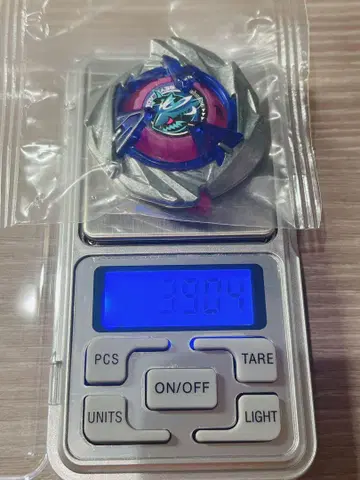 3904
PCS
TARE
ON/OFF
UNITS
LIGHT